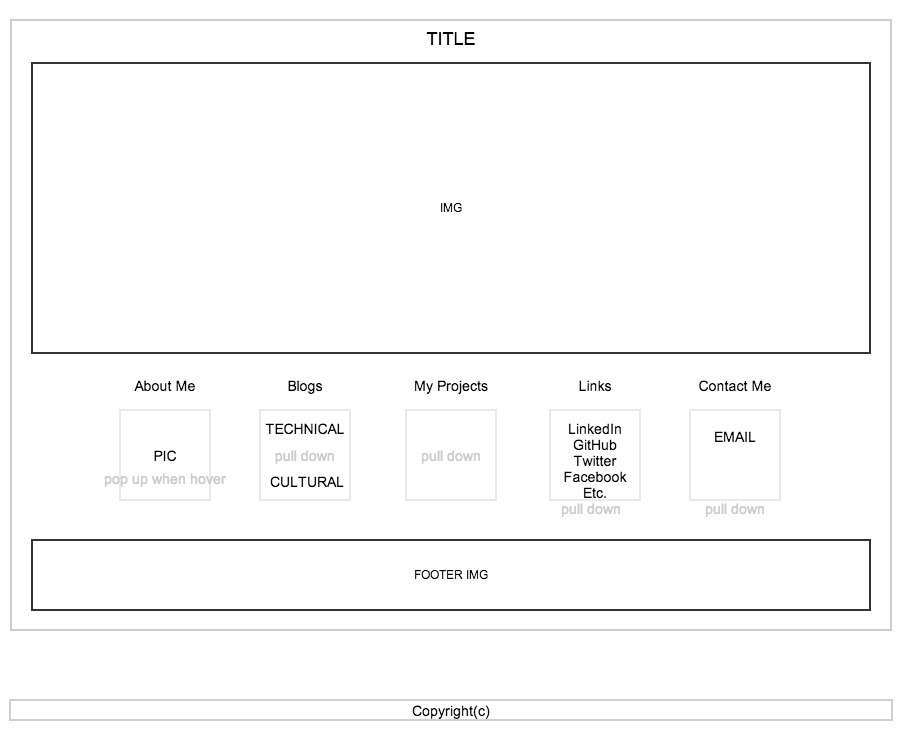 TITLE
IMG
About Me
Blogs
My Projects
Links
Contact Me
PIC
pop up when hover
TECHNICAL
pull down
CULTURAL
pull down
LinkedIn
GitHub
Twitter
Facebook
Etc.
pull down
EMAIL
pull down
FOOTER IMG
Copyright(c)